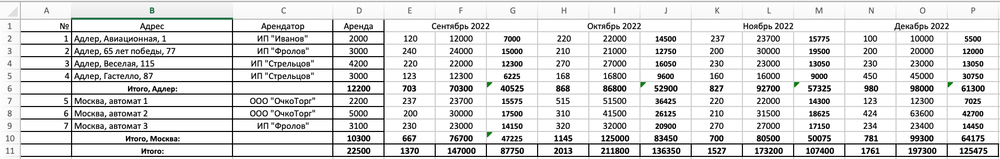 A B C D E F G H I J K L M N O P
1 № Адрес Арендатор Аренда Сентябрь 2022 Октябрь 2022 Ноябрь 2022 Декабрь 2022
2 1 Адлер, Авиационная, 1 ИП "Иванов" 2000 120 12000 7000 220 22000 14500 237 23700 15775 100 10000 5500
3 2 Адлер, 65 лет победы, 77 ИП "Фролов" 3000 240 24000 15000 210 21000 12750 200 30000 19500 200 20000 12000
4 3 Адлер, Веселая, 115 ИП "Стрельцов" 4200 220 22000 12300 270 27000 16050 230 23000 13050 230 23000 13050
5 4 Адлер, Гастелло, 87 ИП "Стрельцов" 3000 123 12300 6225 168 16800 9600 160 16000 9000 450 45000 30750
6 Итого, Адлер: 12200 703 70300 40525 868 86800 52900 827 92700 57325 980 98000 61300
7 5 Москва, автомат 1 ООО "ОчкоТорг" 2200 237 23700 15575 515 51500 36425 220 22000 14300 123 12300 7025
8 6 Москва, автомат 2 ООО "ОчкоТорг" 5000 200 30000 17500 310 41500 26125 210 31500 18625 424 63600 42700
9 7 Москва, автомат 3 ИП "Фролов" 3100 230 23000 14150 320 32000 20900 270 27000 17150 234 23400 14450
10 Итого, Москва: 10300 667 76700 47225 1145 125000 83450 700 80500 50075 781 99300 64175
11 Итого: 22500 1370 147000 87750 2013 211800 136350 1527 173200 107400 1761 197300 125475